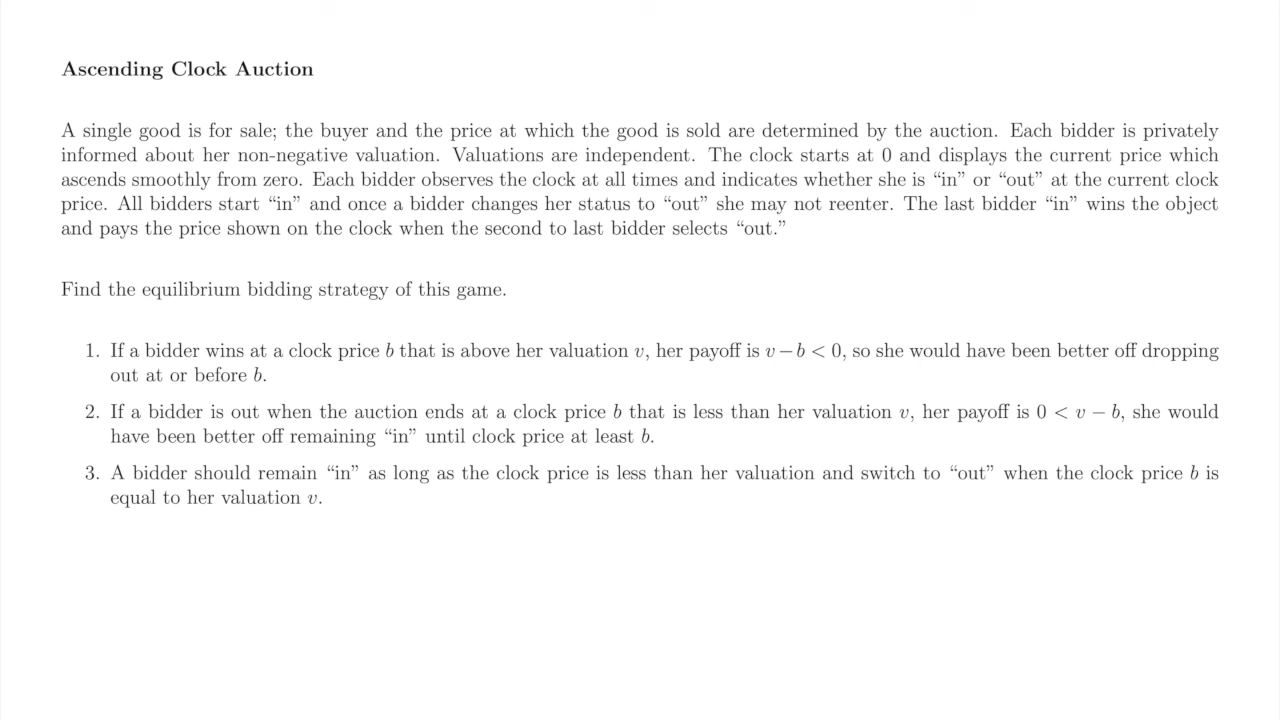 Ascending Clock Auction
A single good is for sale; the buyer and the price at which the good is sold are determined by the auction. Each bidder is privately
informed about her non-negative valuation. Valuations are independent. The clock starts at 0 and displays the current price which
ascends smoothly from zero. Each bidder observes the clock at all times and indicates whether she is “in” or “out” at the current clock
price. All bidders start “in” and once a bidder changes her status to “out” she may not reenter. The last bidder “in” wins the object
and pays the price shown on the clock when the second to last bidder selects “out.”
Find the equilibrium bidding strategy of this game.
1. If a bidder wins at a clock price b that is above her valuation v, her payoff is v − b < 0, so she would have been better off dropping
out at or before b.
2. If a bidder is out when the auction ends at a clock price b that is less than her valuation v, her payoff is 0 < v − b, she would
have been better off remaining “in” until clock price at least b.
3. A bidder should remain “in” as long as the clock price is less than her valuation and switch to “out” when the clock price b is
equal to her valuation v.